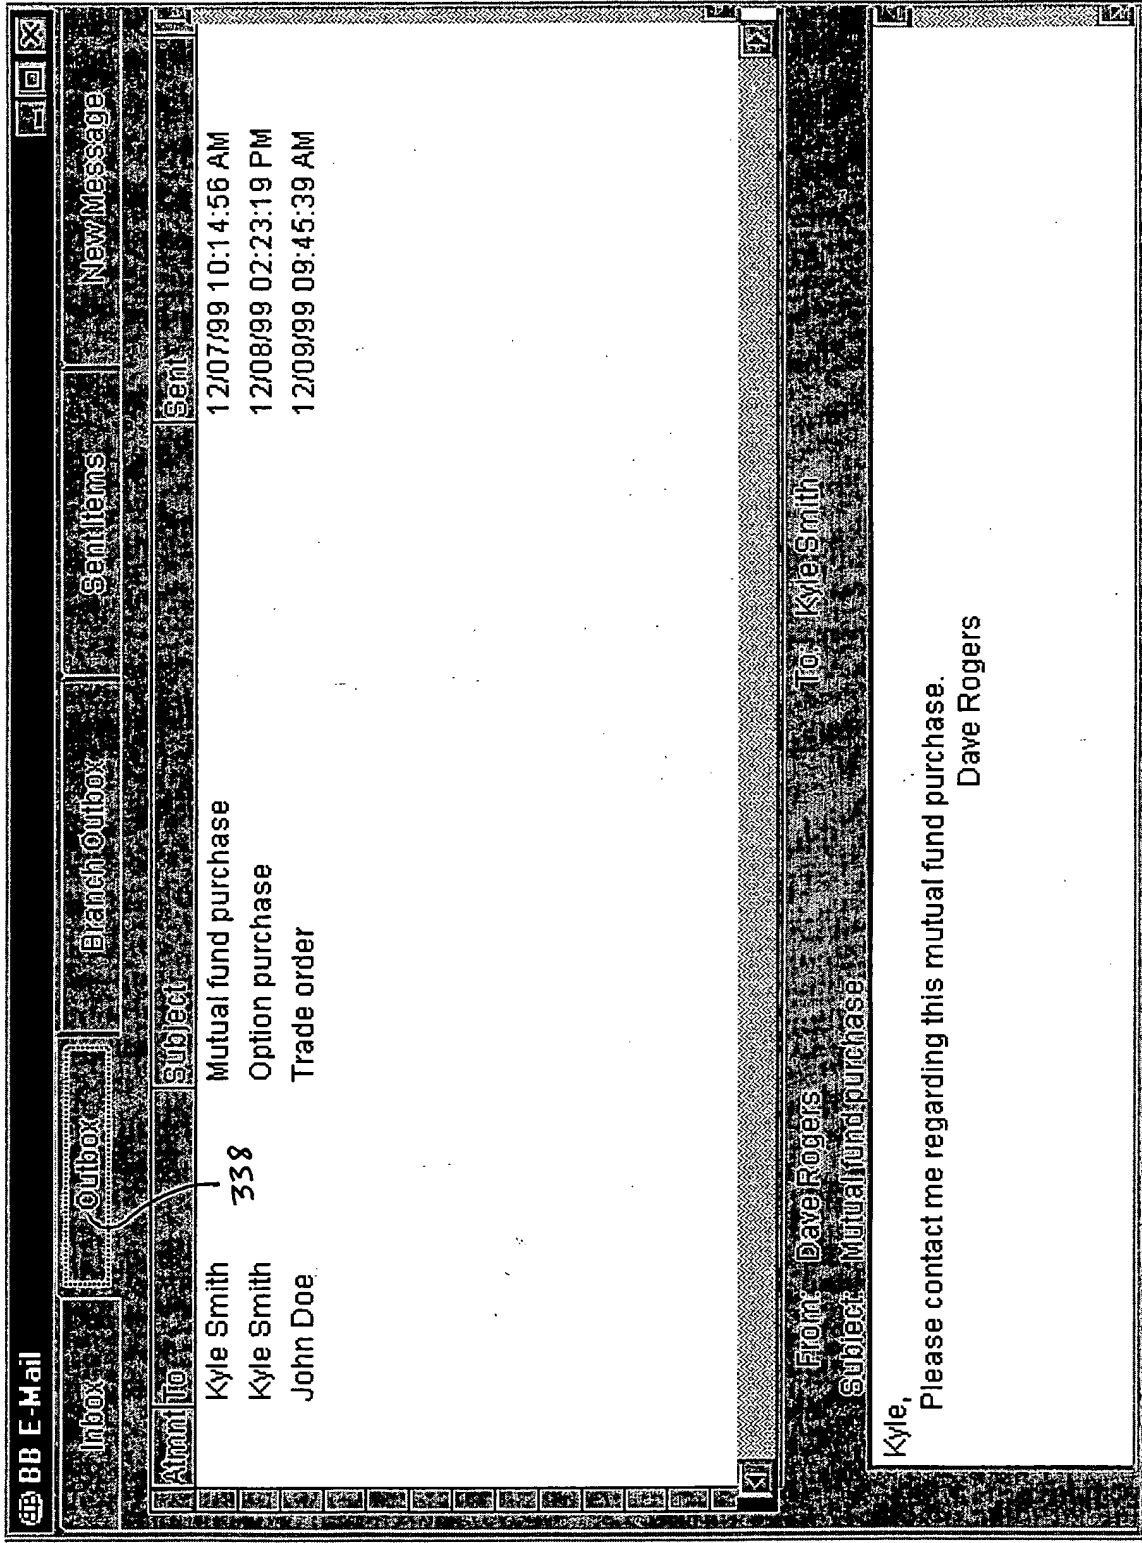 BB E-Mail
Inbox Outbox Branch Outbox Sent Items New Message
Atmnt To Subject Sent
Kyle Smith Mutual fund purchase 12/07/99 10:14:56 AM
Kyle Smith Option purchase 12/08/99 02:23:19 PM
John Doe Trade order 12/09/99 09:45:39 AM
338
From: Dave Rogers To: Kyle Smith
Subject: Mutual fund purchase
Kyle,
Please contact me regarding this mutual fund purchase.
Dave Rogers